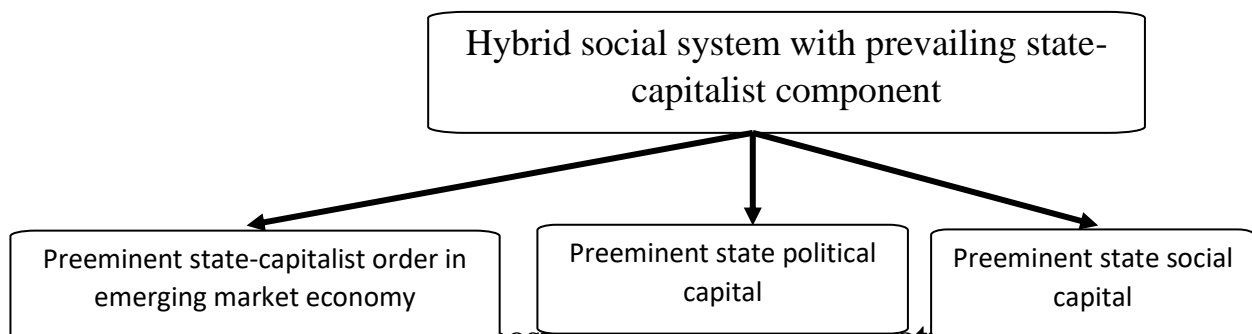 Hybrid social system with prevailing state-
capitalist component
Preeminent state-capitalist order in
emerging market economy
Preeminent state political
capital
Preeminent state social
capital